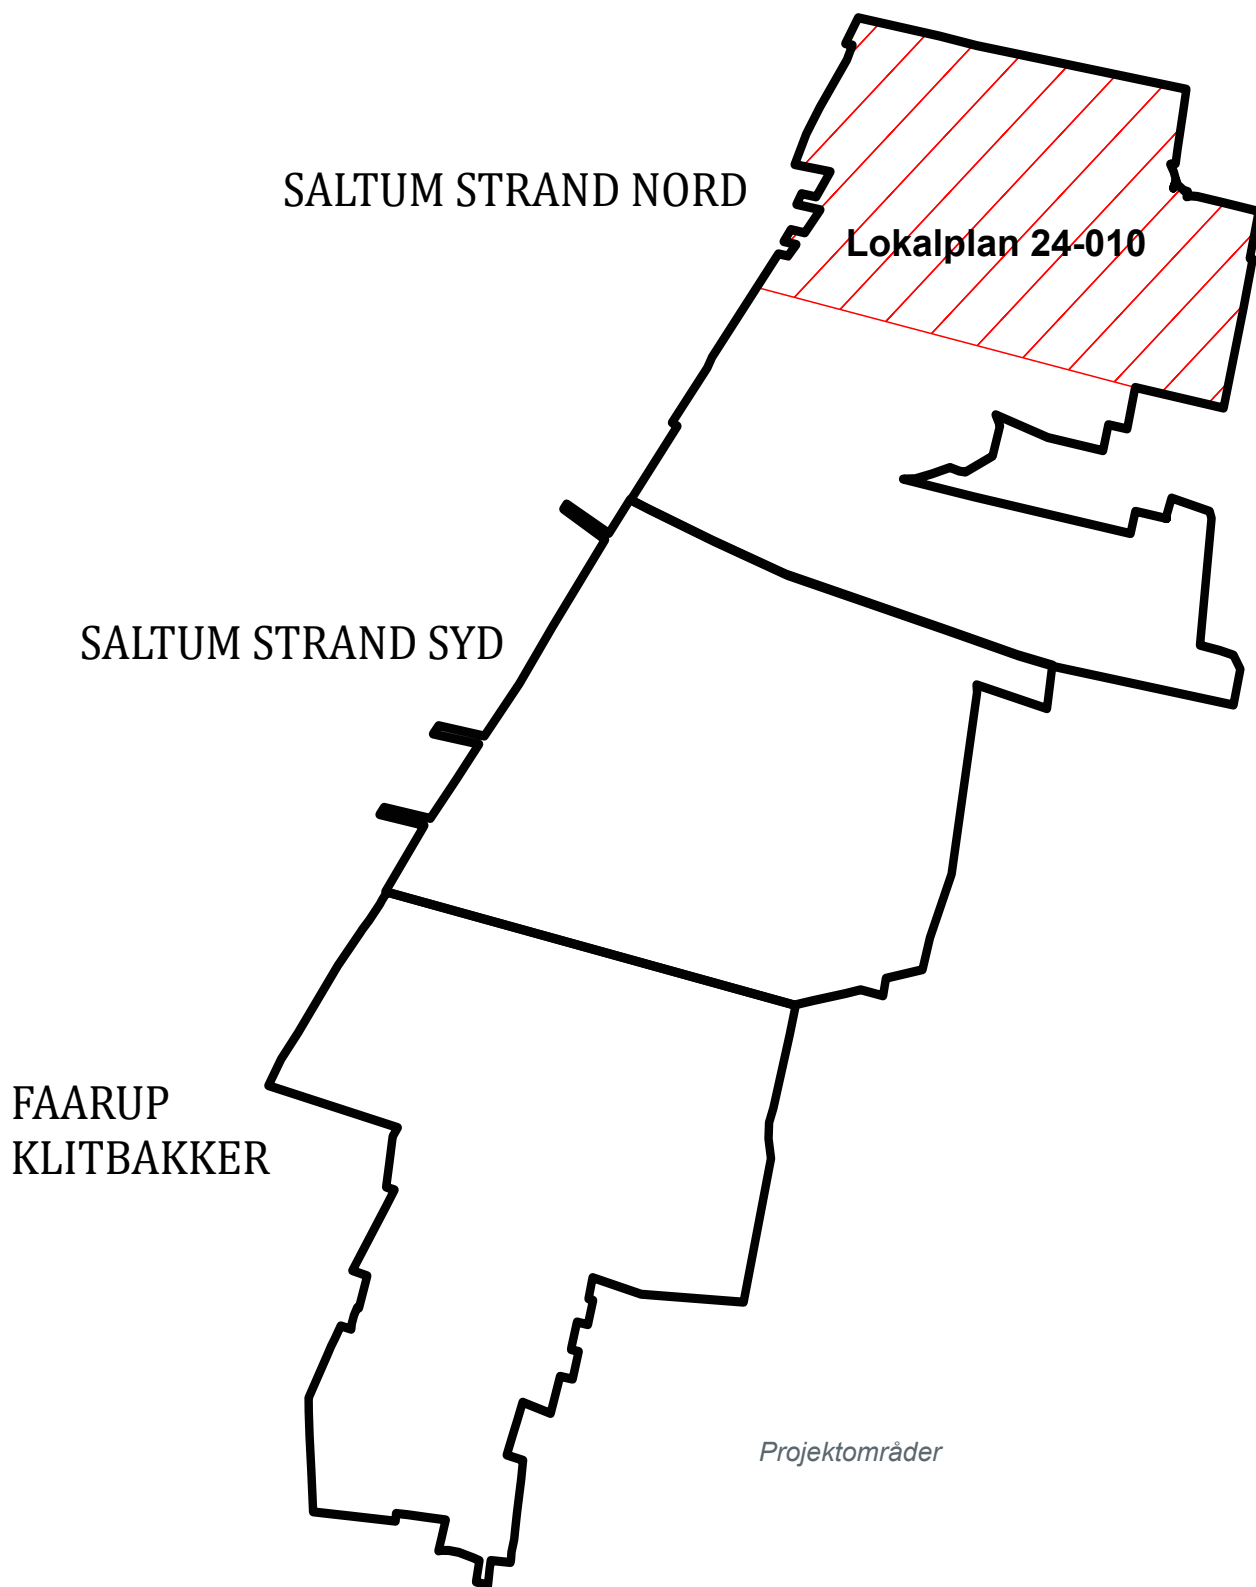 SALTUM STRAND NORD
Lokalplan 24-010
SALTUM STRAND SYD
FAARUP
KLITBAKKER
Projektområder